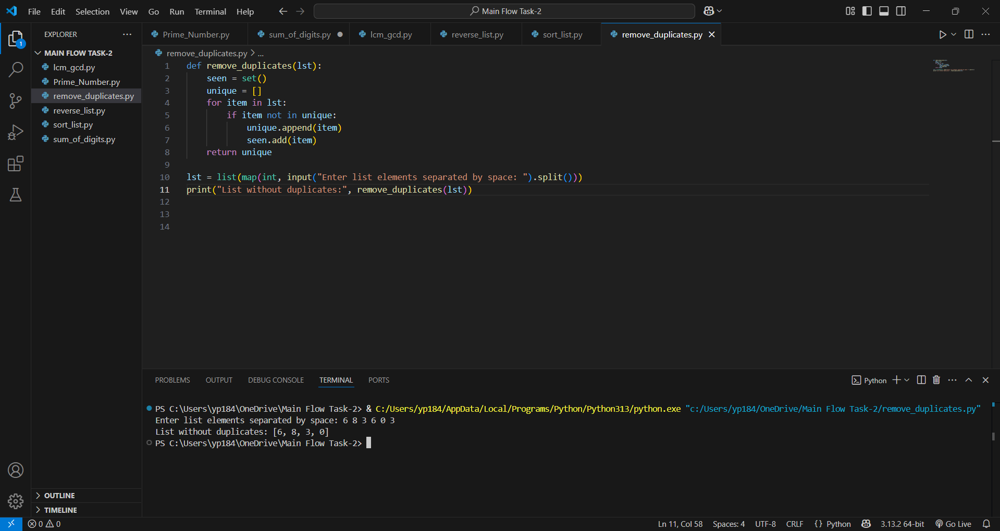 File Edit Selection View Go Run Terminal Help
Main Flow Task-2
1
EXPLORER
MAIN FLOW TASK-2
lcm_gcd.py
Prime_Number.py
remove_duplicates.py
reverse_list.py
sort_list.py
sum_of_digits.py
OUTLINE
TIMELINE
Prime_Number.py sum_of_digits.py lcm_gcd.py reverse_list.py sort_list.py remove_duplicates.py
remove_duplicates.py > ...
1 def remove_duplicates(lst):
2     seen = set()
3     unique = []
4     for item in lst:
5         if item not in unique:
6             unique.append(item)
7             seen.add(item)
8     return unique
9
10 lst = list(map(int, input("Enter list elements separated by space: ").split()))
11 print("List without duplicates:", remove_duplicates(lst))
12
13
14
PROBLEMS OUTPUT DEBUG CONSOLE TERMINAL PORTS
Python
PS C:\Users\yp184\OneDrive\Main Flow Task-2> & C:/Users/yp184/AppData/Local/Programs/Python/Python313/python.exe "c:/Users/yp184/OneDrive/Main Flow Task-2/remove_duplicates.py"
Enter list elements separated by space: 6 8 3 6 0 3
List without duplicates: [6, 8, 3, 0]
PS C:\Users\yp184\OneDrive\Main Flow Task-2>
0 0 Ln 11, Col 58 Spaces: 4 UTF-8 CRLF {} Python 3.13.2 64-bit Go Live